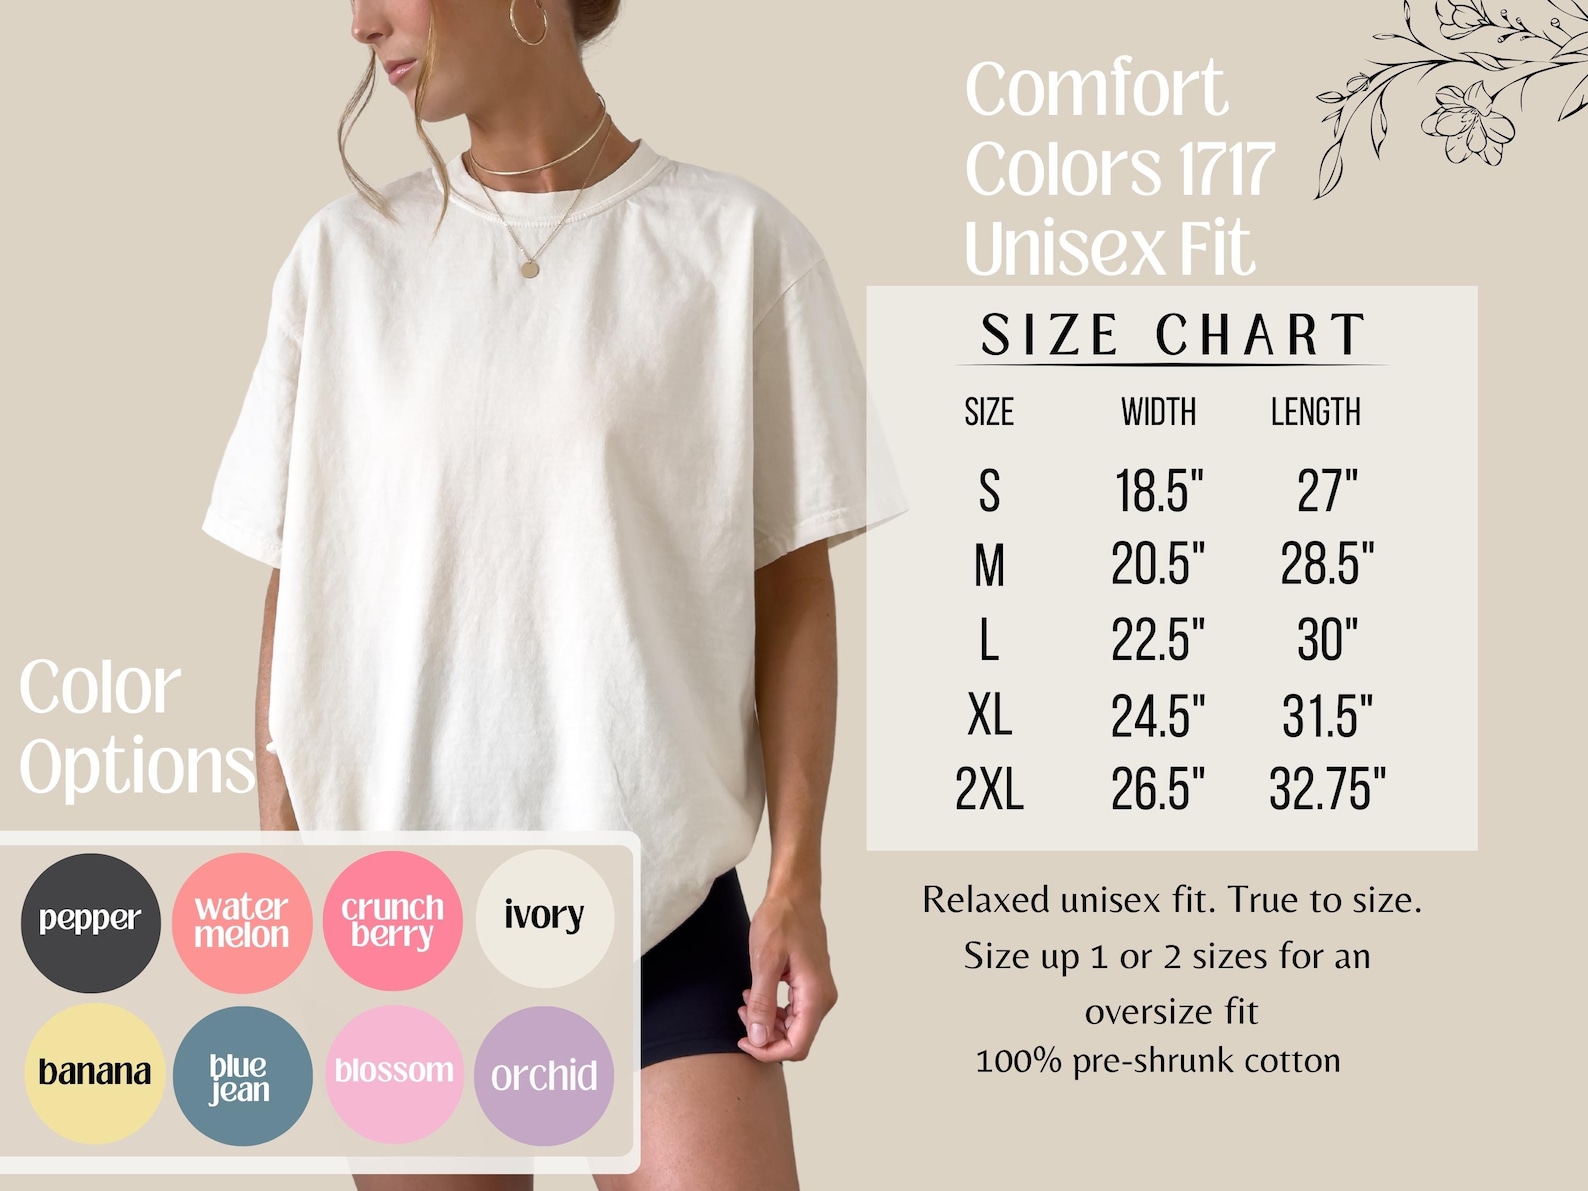 Comfort
Colors 1717
Unisex Fit
SIZE CHART
SIZE WIDTH LENGTH
S 18.5" 27"
M 20.5" 28.5"
L 22.5" 30"
XL 24.5" 31.5"
2XL 26.5" 32.75"
Relaxed unisex fit. True to size.
Size up 1 or 2 sizes for an
oversize fit
100% pre-shrunk cotton
Color
Options
pepper
water
melon
crunch
berry
ivory
banana
blue
jean
blossom
orchid